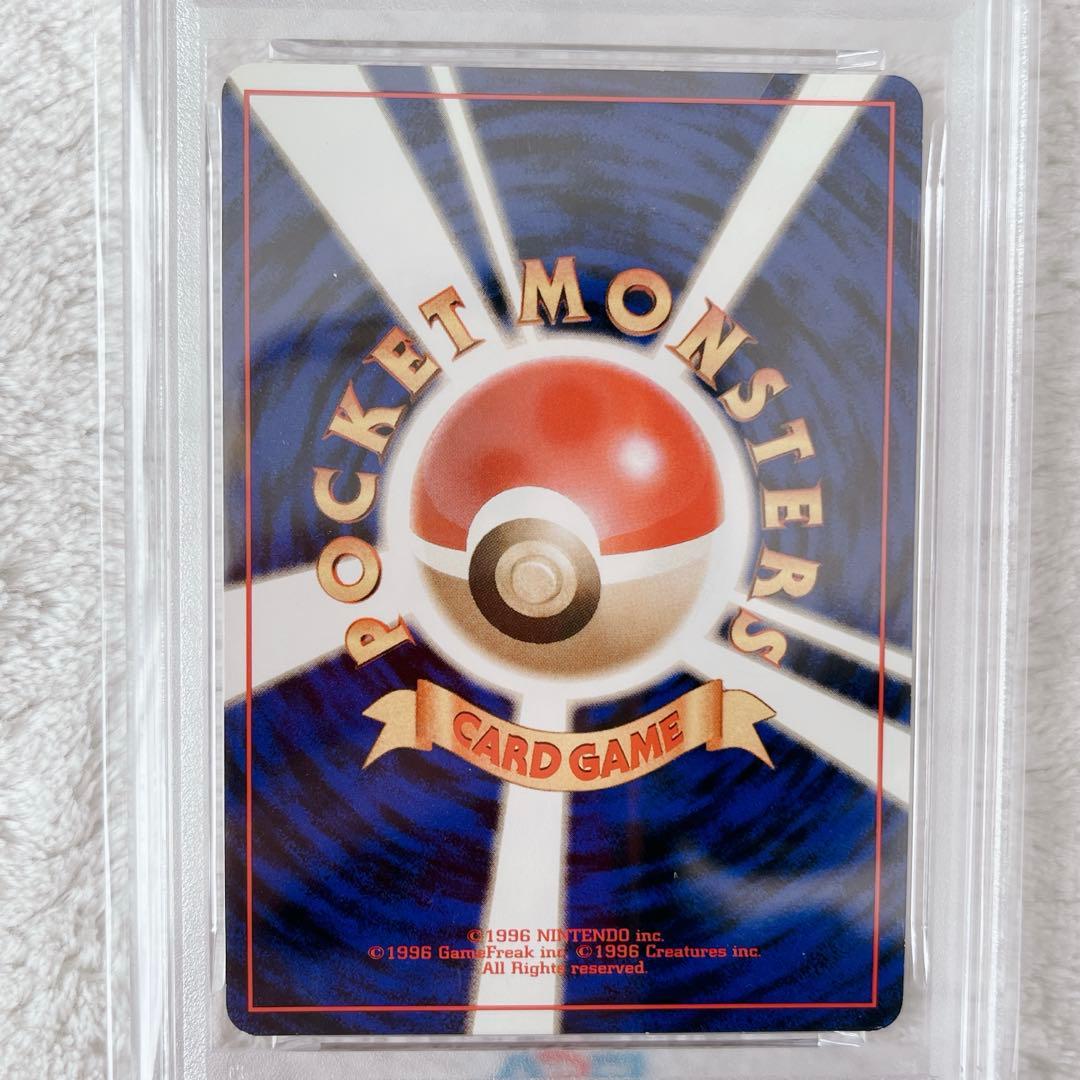 POCKET MONSTERS
CARD GAME
©1996 NINTENDO inc.
©1996 GameFreak inc. ©1996 Creatures inc.
All Rights reserved.